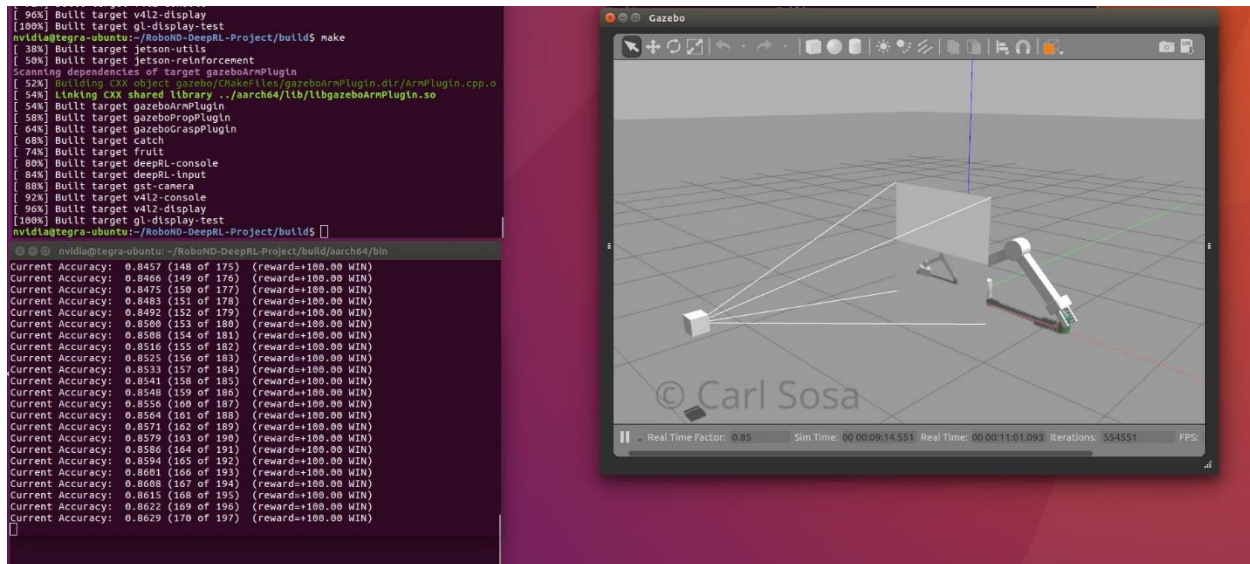 [ 96%] Built target v4l2-display
[100%] Built target gl-display-test
nvidia@tegra-ubuntu:~/RoboND-DeepRL-Project/build$ make
[ 38%] Built target jetson-utils
[ 50%] Built target jetson-reinforcement
Scanning dependencies of target gazeboArmPlugin
[ 52%] Building CXX object gazebo/CMakeFiles/gazeboArmPlugin.dir/ArmPlugin.cpp.o
[ 54%] Linking CXX shared library ../aarch64/lib/libgazeboArmPlugin.so
[ 54%] Built target gazeboArmPlugin
[ 58%] Built target gazeboPropPlugin
[ 64%] Built target gazeboGraspPlugin
[ 68%] Built target catch
[ 74%] Built target fruit
[ 80%] Built target deepRL-console
[ 84%] Built target deepRL-input
[ 88%] Built target gst-camera
[ 92%] Built target v4l2-console
[ 96%] Built target v4l2-display
[100%] Built target gl-display-test
nvidia@tegra-ubuntu:~/RoboND-DeepRL-Project/build$
nvidia@tegra-ubuntu: ~/RoboND-DeepRL-Project/build/aarch64/bin
Current Accuracy: 0.8457 (148 of 175) (reward=+100.00 WIN)
Current Accuracy: 0.8466 (149 of 176) (reward=+100.00 WIN)
Current Accuracy: 0.8475 (150 of 177) (reward=+100.00 WIN)
Current Accuracy: 0.8483 (151 of 178) (reward=+100.00 WIN)
Current Accuracy: 0.8492 (152 of 179) (reward=+100.00 WIN)
Current Accuracy: 0.8500 (153 of 180) (reward=+100.00 WIN)
Current Accuracy: 0.8508 (154 of 181) (reward=+100.00 WIN)
Current Accuracy: 0.8516 (155 of 182) (reward=+100.00 WIN)
Current Accuracy: 0.8525 (156 of 183) (reward=+100.00 WIN)
Current Accuracy: 0.8533 (157 of 184) (reward=+100.00 WIN)
Current Accuracy: 0.8541 (158 of 185) (reward=+100.00 WIN)
Current Accuracy: 0.8548 (159 of 186) (reward=+100.00 WIN)
Current Accuracy: 0.8556 (160 of 187) (reward=+100.00 WIN)
Current Accuracy: 0.8564 (161 of 188) (reward=+100.00 WIN)
Current Accuracy: 0.8571 (162 of 189) (reward=+100.00 WIN)
Current Accuracy: 0.8579 (163 of 190) (reward=+100.00 WIN)
Current Accuracy: 0.8586 (164 of 191) (reward=+100.00 WIN)
Current Accuracy: 0.8594 (165 of 192) (reward=+100.00 WIN)
Current Accuracy: 0.8601 (166 of 193) (reward=+100.00 WIN)
Current Accuracy: 0.8608 (167 of 194) (reward=+100.00 WIN)
Current Accuracy: 0.8615 (168 of 195) (reward=+100.00 WIN)
Current Accuracy: 0.8622 (169 of 196) (reward=+100.00 WIN)
Current Accuracy: 0.8629 (170 of 197) (reward=+100.00 WIN)
Gazebo
© Carl Sosa
Real Time Factor: 0.85 Sim Time: 00 00:09:14.551 Real Time: 00 00:11:01.093 Iterations: 554551 FPS: